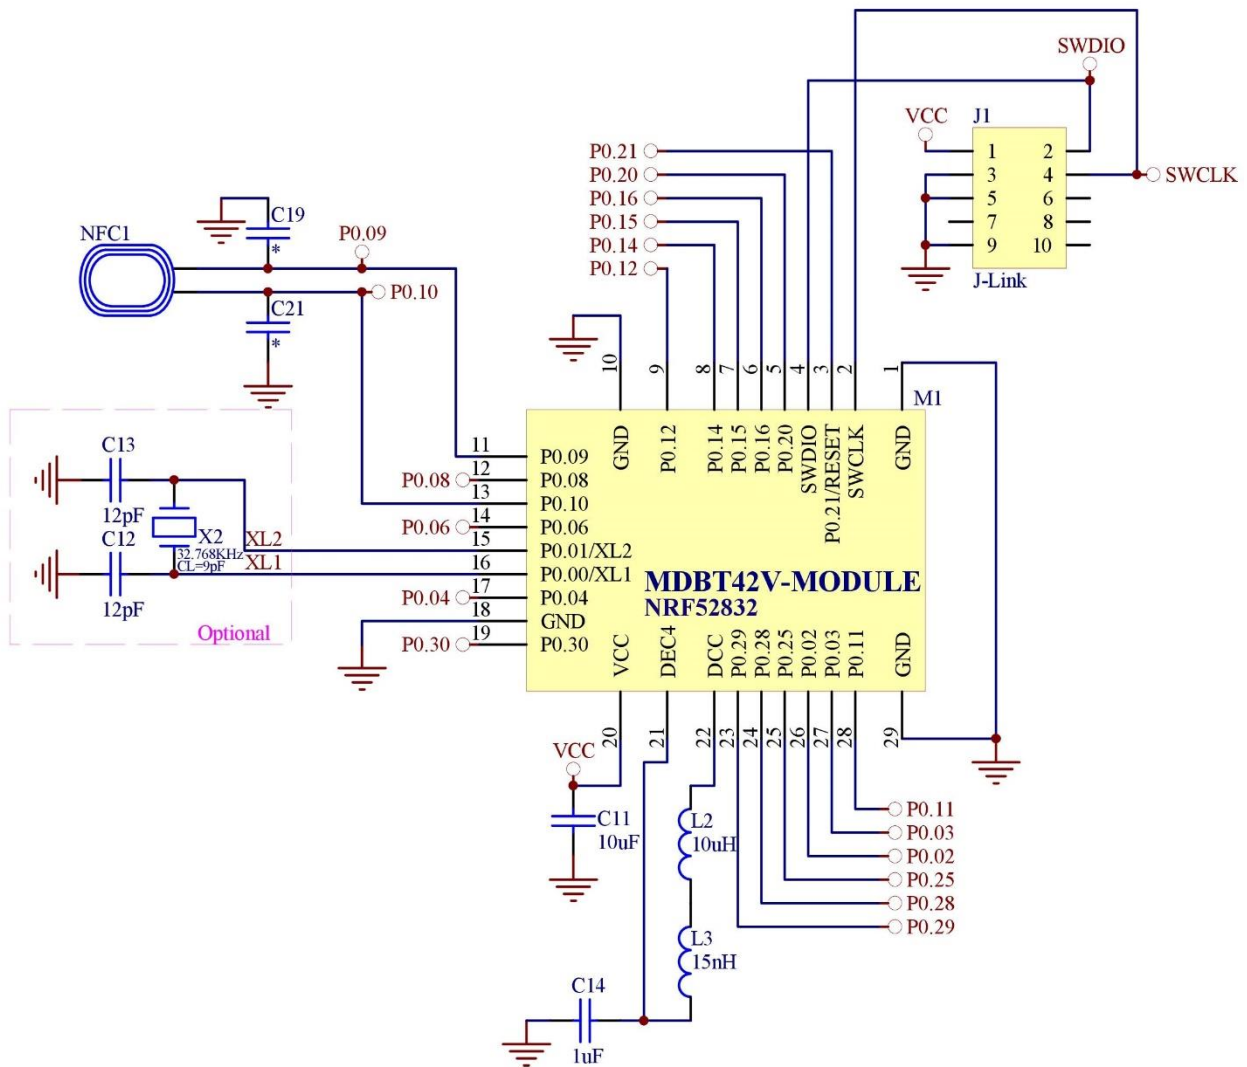 SWDIO
VCC
J1
1
2
3
4
5
6
7
8
9
10
SWCLK
J-Link
P0.21
P0.20
P0.16
P0.15
P0.14
P0.12
NFC1
C19
*
P0.09
P0.10
C21
*
10
9
8
7
6
5
4
3
2
1
M1
GND
P0.12
P0.14
P0.15
P0.16
P0.20
SWDIO
P0.21/RESET
SWCLK
GND
C13
12pF
C12
12pF
X2
32.768KHz
CL=9pF
XL2
XL1
Optional
P0.08
P0.06
P0.04
P0.30
11
12
13
14
15
16
17
18
19
P0.09
P0.08
P0.10
P0.06
P0.01/XL2
P0.00/XL1
P0.04
GND
P0.30
MDBT42V-MODULE
NRF52832
VCC
DEC4
DCC
P0.29
P0.28
P0.25
P0.02
P0.03
P0.11
GND
20
21
22
23
24
25
26
27
28
29
VCC
C11
10uF
L2
10uH
L3
15nH
C14
1uF
P0.11
P0.03
P0.02
P0.25
P0.28
P0.29